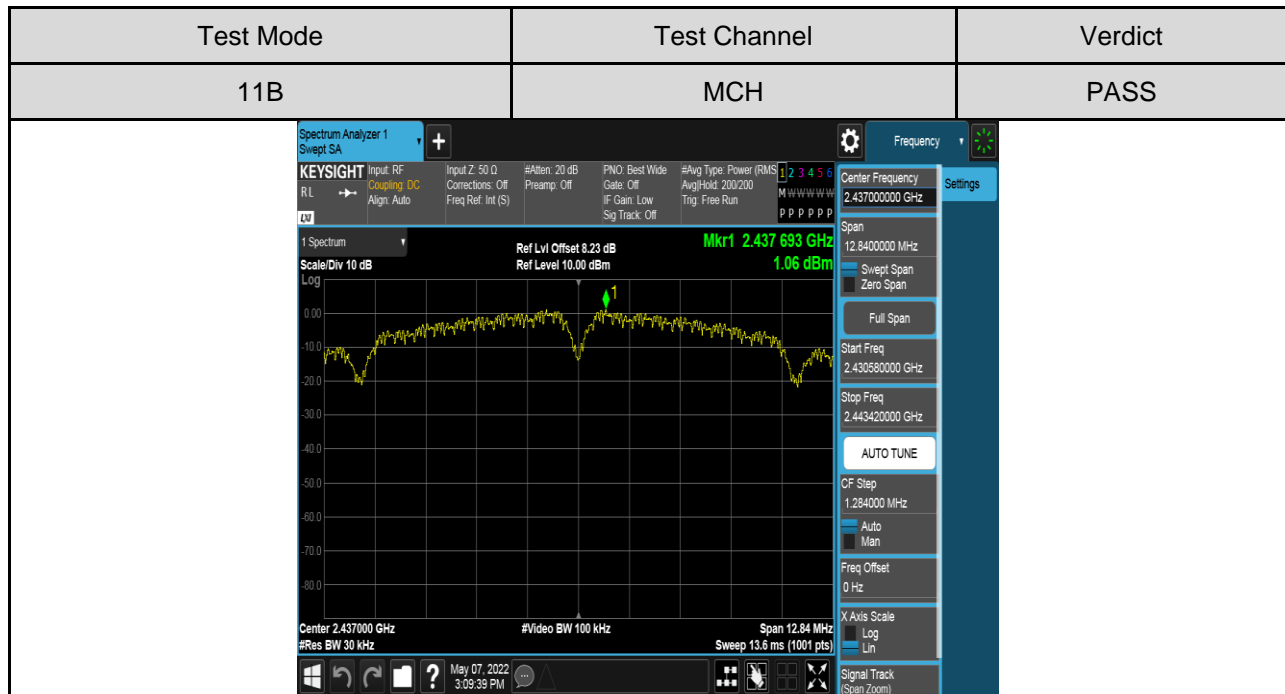 Test Mode Test Channel Verdict
11B MCH PASS
Spectrum Analyzer 1
Swept SA
+
Frequency
Settings
KEYSIGHT
RL
LXI
Input: RF
Coupling: DC
Align: Auto
Input Z: 50 Ω
Corrections: Off
Freq Ref: Int (S)
#Atten: 20 dB
Preamp: Off
PNO: Best Wide
Gate: Off
IF Gain: Low
Sig Track: Off
#Avg Type: Power (RMS
Avg|Hold: 200/200
Trig: Free Run
1 2 3 4 5 6
M W W W W W
P P P P P P
1 Spectrum
Scale/Div 10 dB
Ref Lvl Offset 8.23 dB
Ref Level 10.00 dBm
Mkr1 2.437 693 GHz
1.06 dBm
Log
1
0.00
-10.0
-20.0
-30.0
-40.0
-50.0
-60.0
-70.0
-80.0
Center 2.437000 GHz #Video BW 100 kHz Span 12.84 MHz
#Res BW 30 kHz Sweep 13.6 ms (1001 pts)
?
May 07, 2022
3:09:39 PM
Center Frequency
2.437000000 GHz
Span
12.8400000 MHz
Swept Span
Zero Span
Full Span
Start Freq
2.430580000 GHz
Stop Freq
2.443420000 GHz
AUTO TUNE
CF Step
1.284000 MHz
Auto
Man
Freq Offset
0 Hz
X Axis Scale
Log
Lin
Signal Track
(Span Zoom)